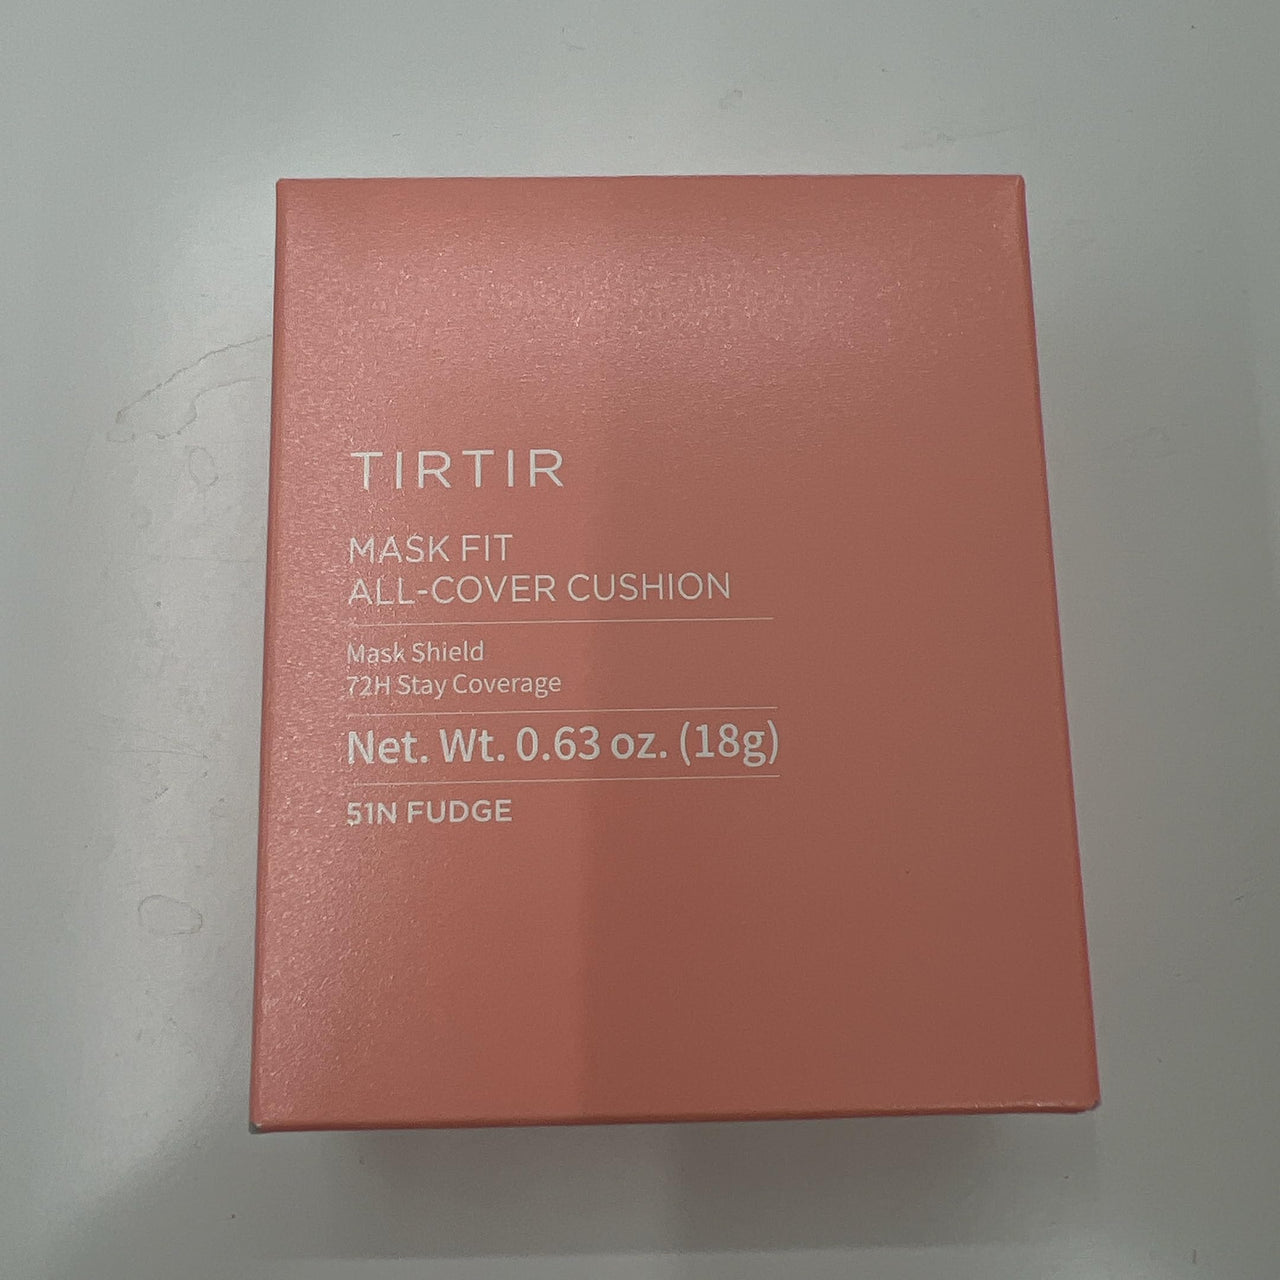 TIRTIR
MASK FIT
ALL-COVER CUSHION
Mask Shield
72H Stay Coverage
Net. Wt. 0.63 oz. (18g)
51N FUDGE